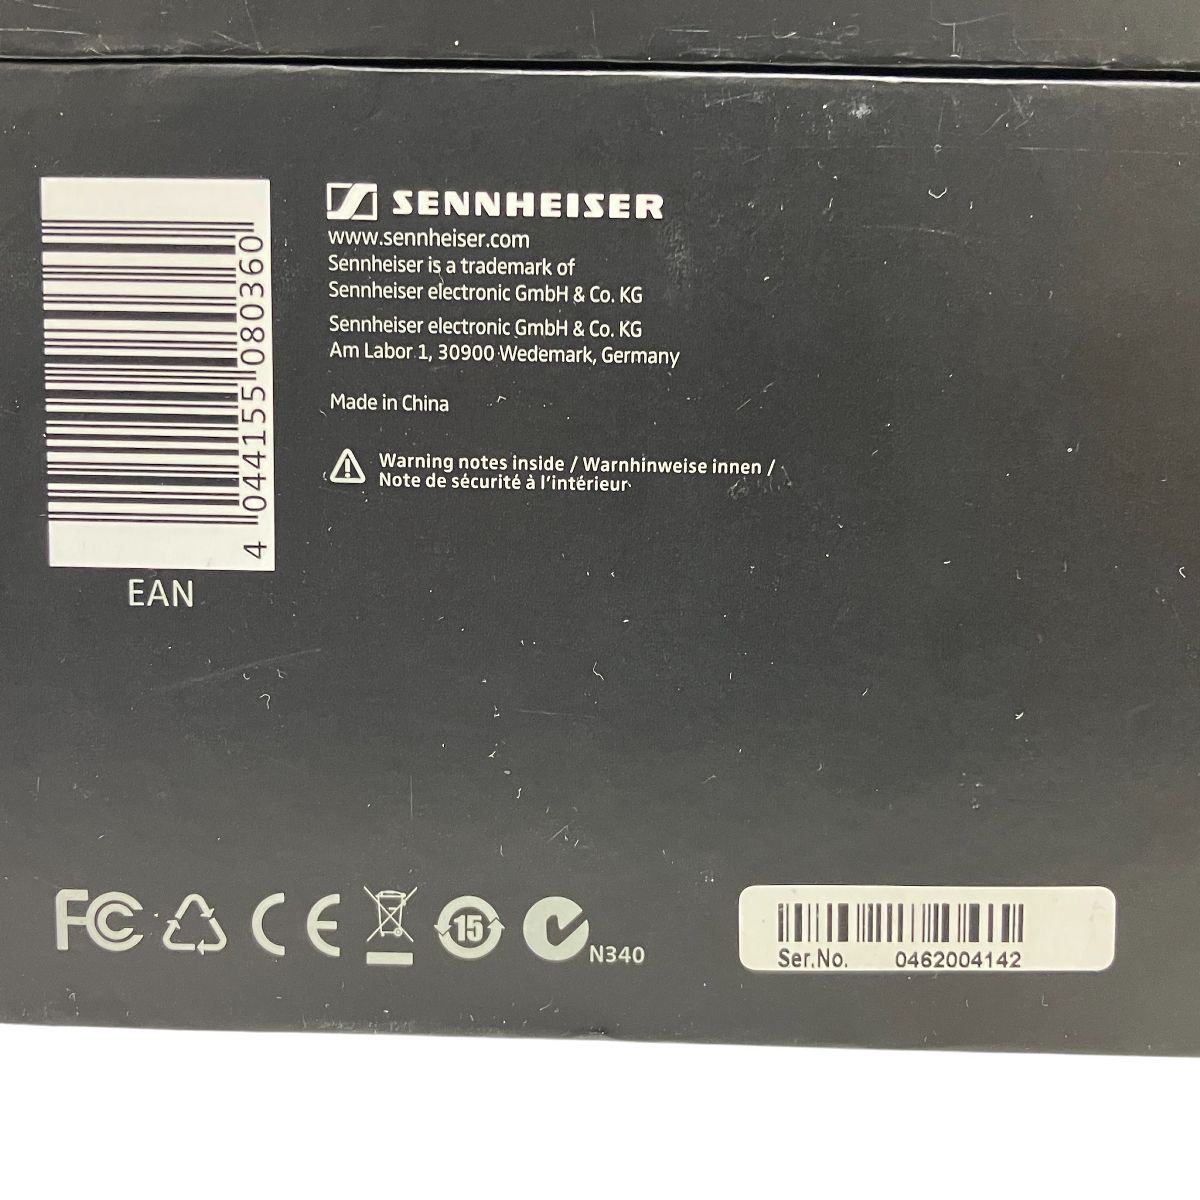 4 044155 080360
EAN
SENNHEISER
www.sennheiser.com
Sennheiser is a trademark of
Sennheiser electronic GmbH & Co. KG
Sennheiser electronic GmbH & Co. KG
Am Labor 1, 30900 Wedemark, Germany
Made in China
Warning notes inside / Warnhinweise innen /
Note de sécurité à l'intérieur
FC CE 15 N340
Ser.No. 0462004142